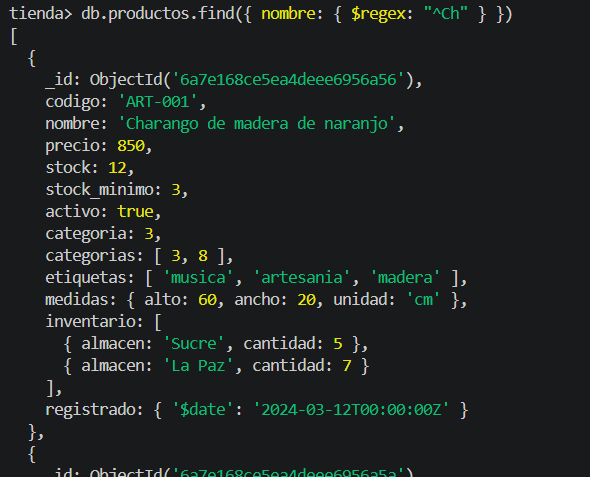 tienda> db.productos.find({ nombre: { $regex: "^Ch" } })
[
  {
    _id: ObjectId('6a7e168ce5ea4deee6956a56'),
    codigo: 'ART-001',
    nombre: 'Charango de madera de naranjo',
    precio: 850,
    stock: 12,
    stock_minimo: 3,
    activo: true,
    categoria: 3,
    categorias: [ 3, 8 ],
    etiquetas: [ 'musica', 'artesania', 'madera' ],
    medidas: { alto: 60, ancho: 20, unidad: 'cm' },
    inventario: [
      { almacen: 'Sucre', cantidad: 5 },
      { almacen: 'La Paz', cantidad: 7 }
    ],
    registrado: { '$date': '2024-03-12T00:00:00Z' }
  },
  {
    _id: ObjectId('6a7e168ce5ea4deee6956a5a')